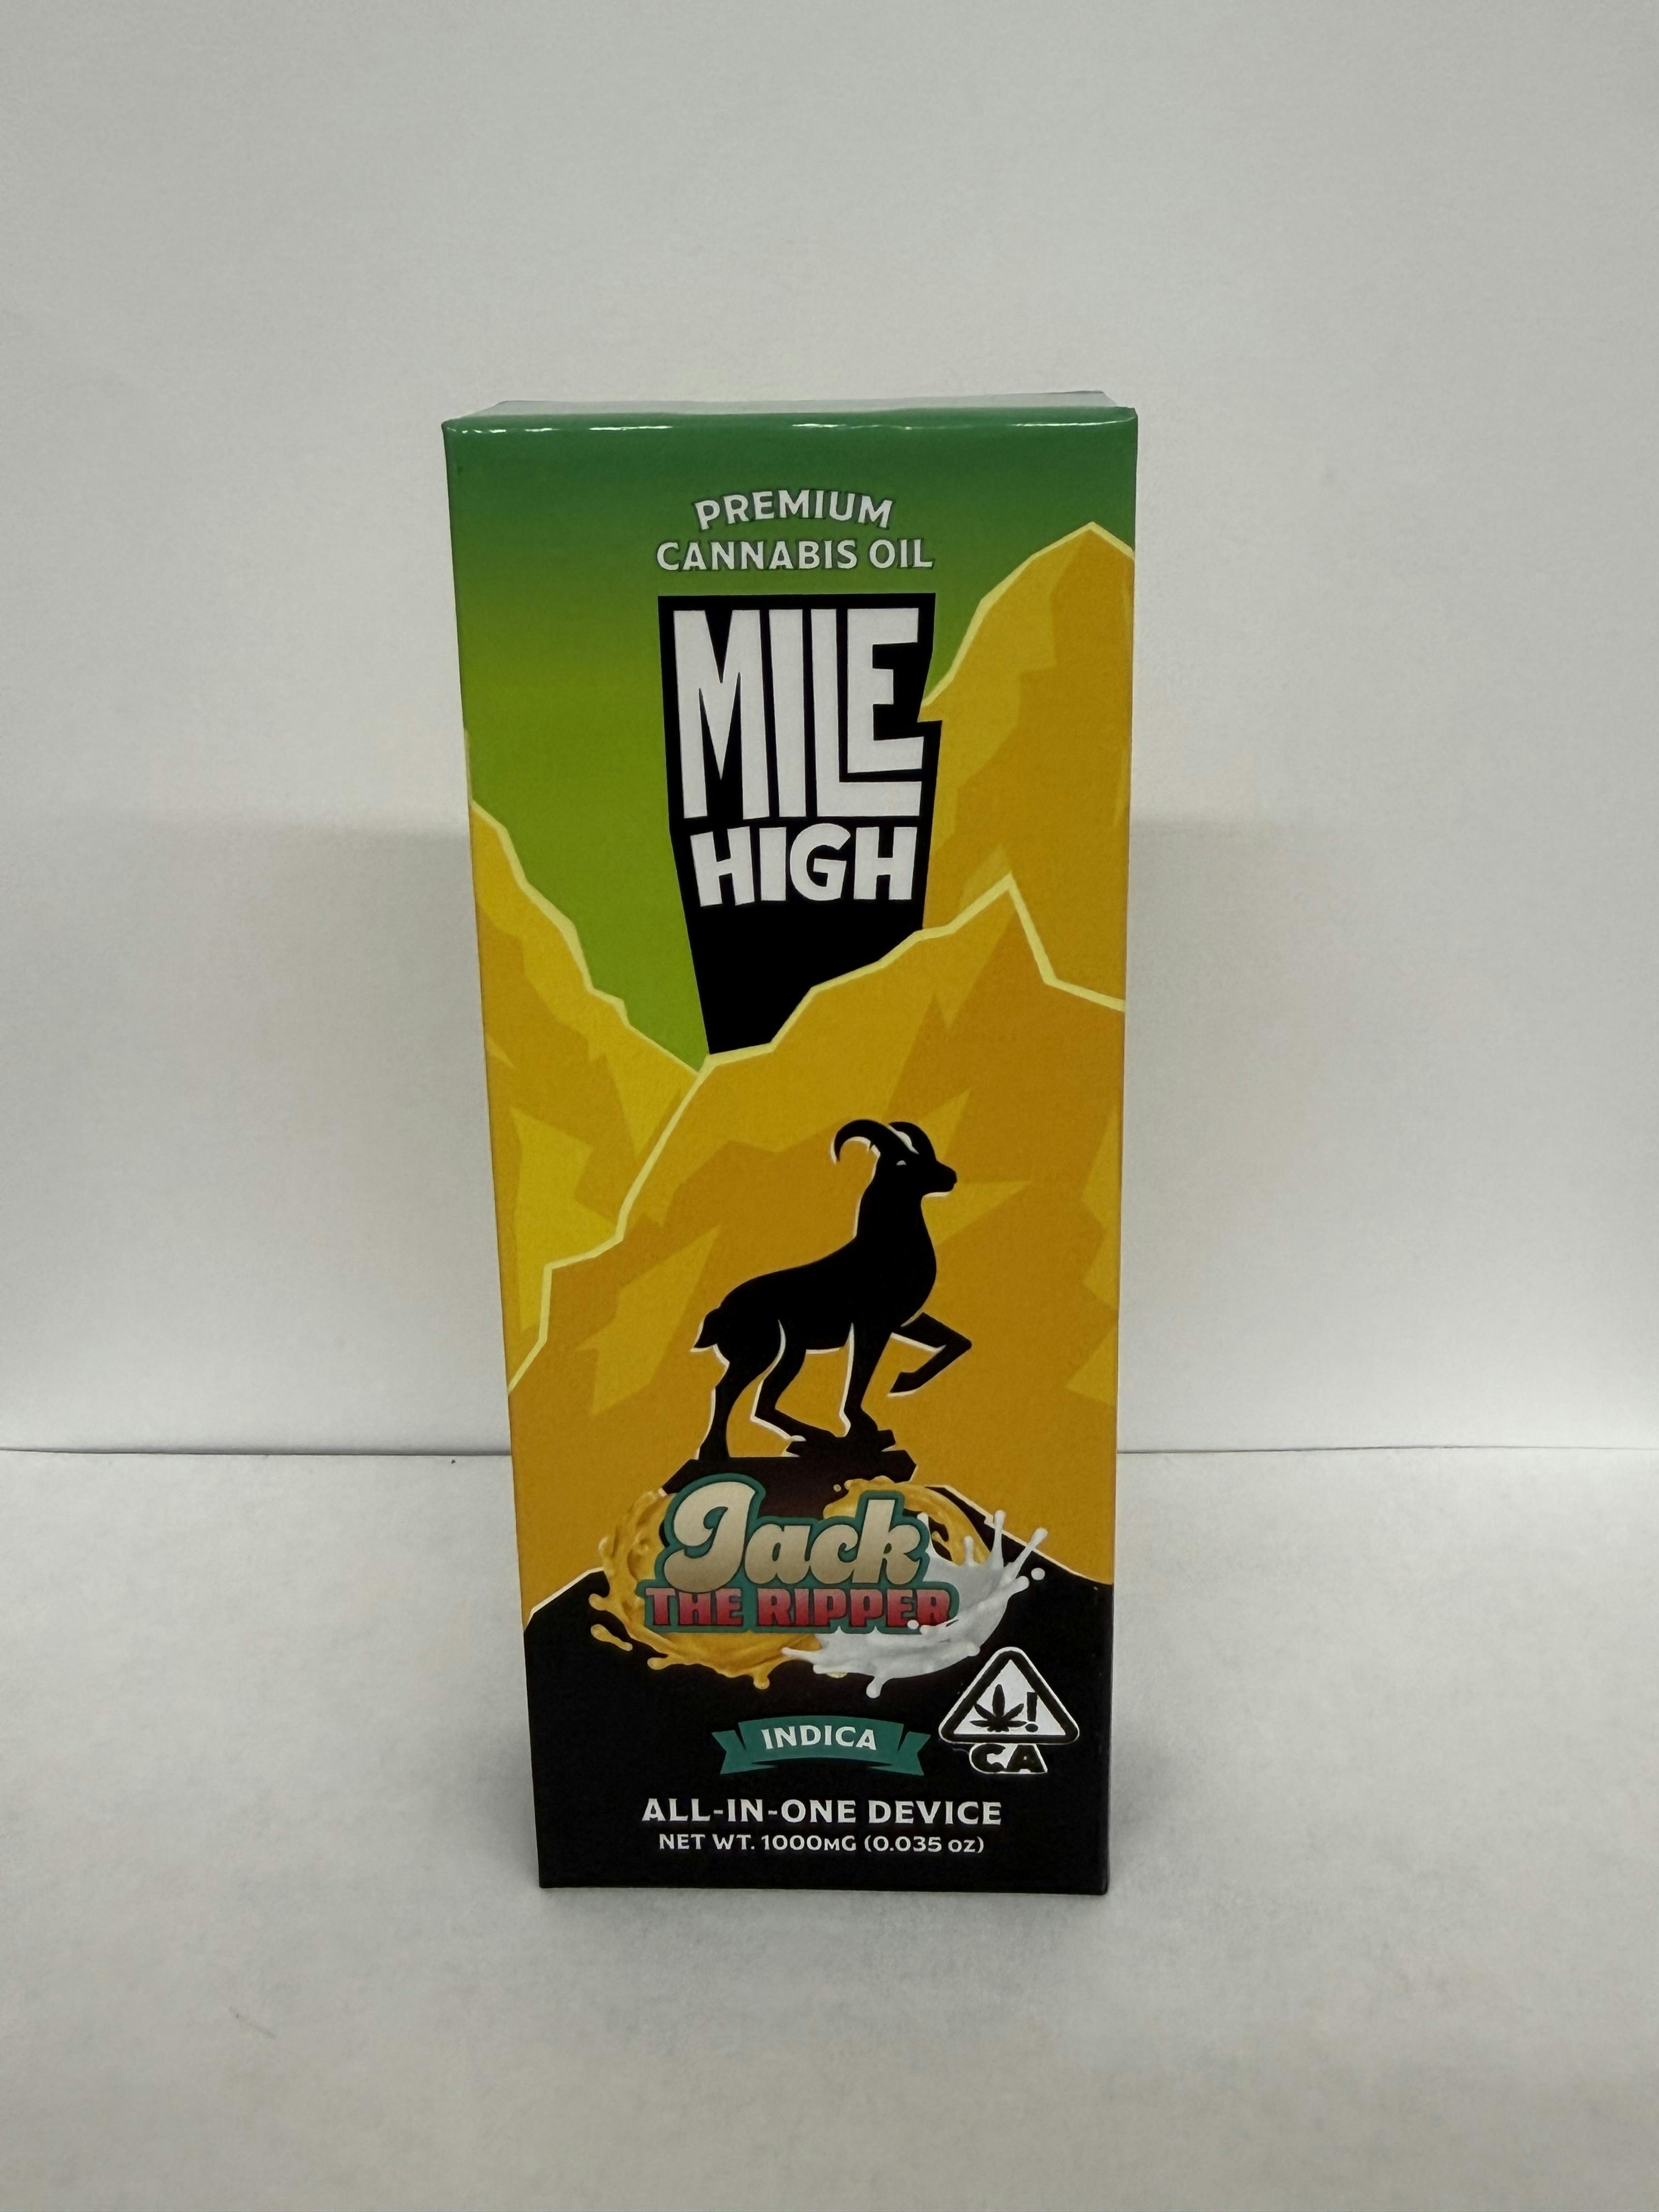 PREMIUM
CANNABIS OIL
MILE
HIGH
Jack
THE RIPPER
INDICA
!
CA
ALL-IN-ONE DEVICE
NET WT. 1000MG (0.035 oz)